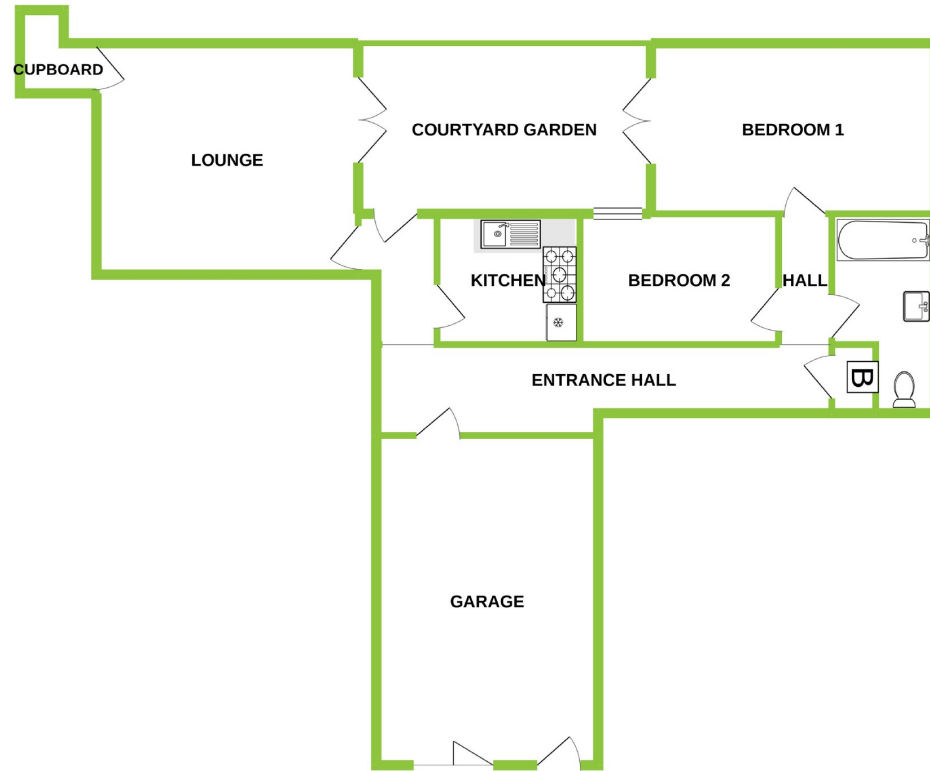 CUPBOARD
LOUNGE
COURTYARD GARDEN
BEDROOM 1
KITCHEN
BEDROOM 2
HALL
ENTRANCE HALL
B
GARAGE